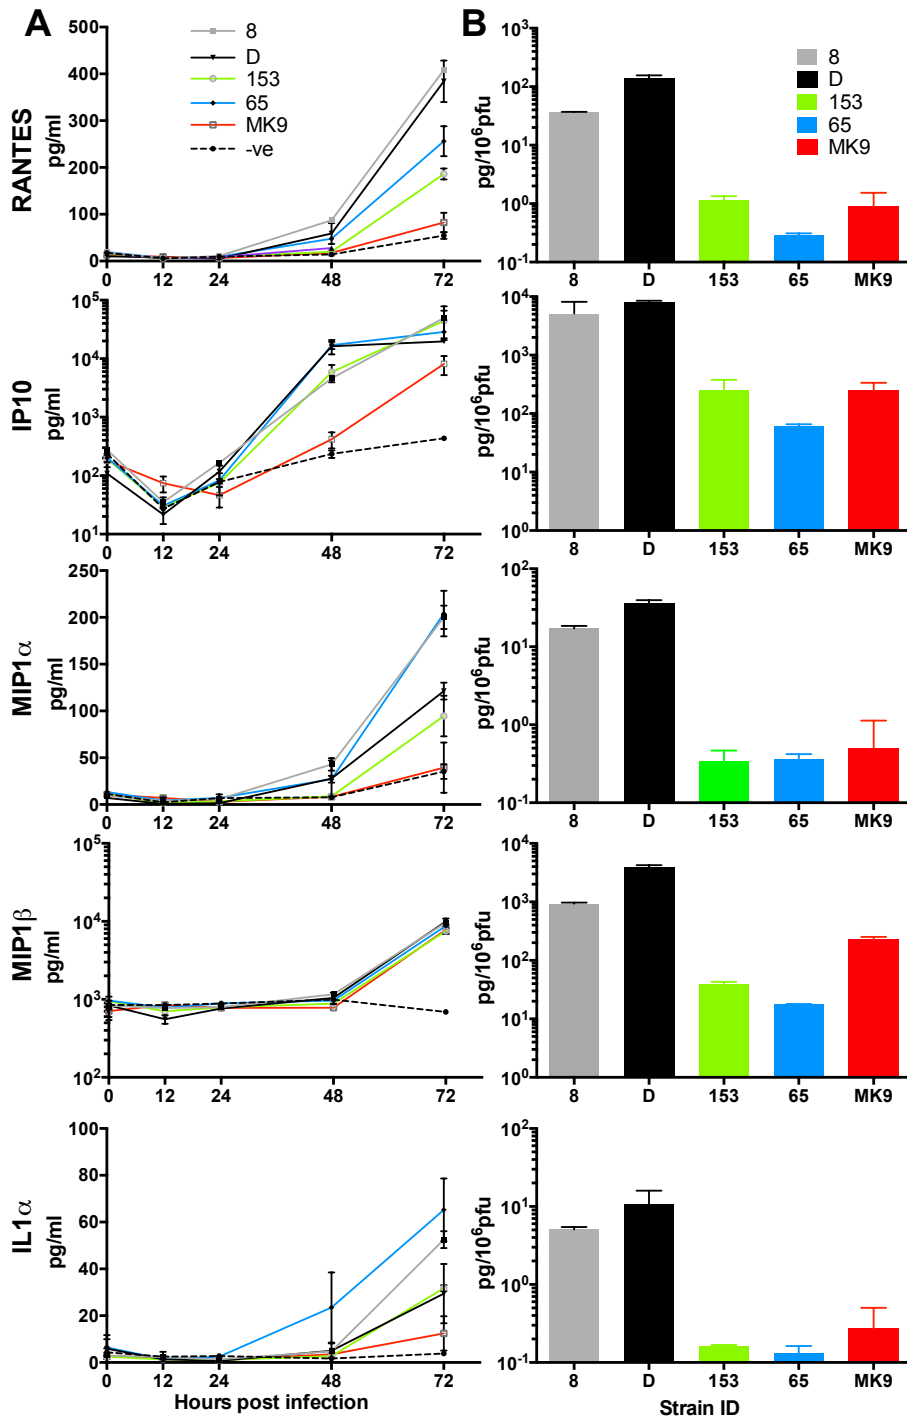 A
B
8
D
153
65
MK9
-ve
RANTES
pg/ml
500
400
300
200
100
0
0 12 24 48 72
8
D
153
65
MK9
pg/10⁶pfu
10³
10²
10¹
10⁰
10⁻¹
8 D 153 65 MK9
IP10
pg/ml
10⁵
10⁴
10³
10²
10¹
0 12 24 48 72
pg/10⁶pfu
10⁴
10³
10²
10¹
10⁰
8 D 153 65 MK9
MIP1α
pg/ml
250
200
150
100
50
0
0 12 24 48 72
pg/10⁶pfu
10²
10¹
10⁰
10⁻¹
8 D 153 65 MK9
MIP1β
pg/ml
10⁵
10⁴
10³
10²
0 12 24 48 72
pg/10⁶pfu
10⁴
10³
10²
10¹
10⁰
8 D 153 65 MK9
IL1α
pg/ml
100
80
60
40
20
0
0 12 24 48 72
Hours post infection
pg/10⁶pfu
10²
10¹
10⁰
10⁻¹
8 D 153 65 MK9
Strain ID